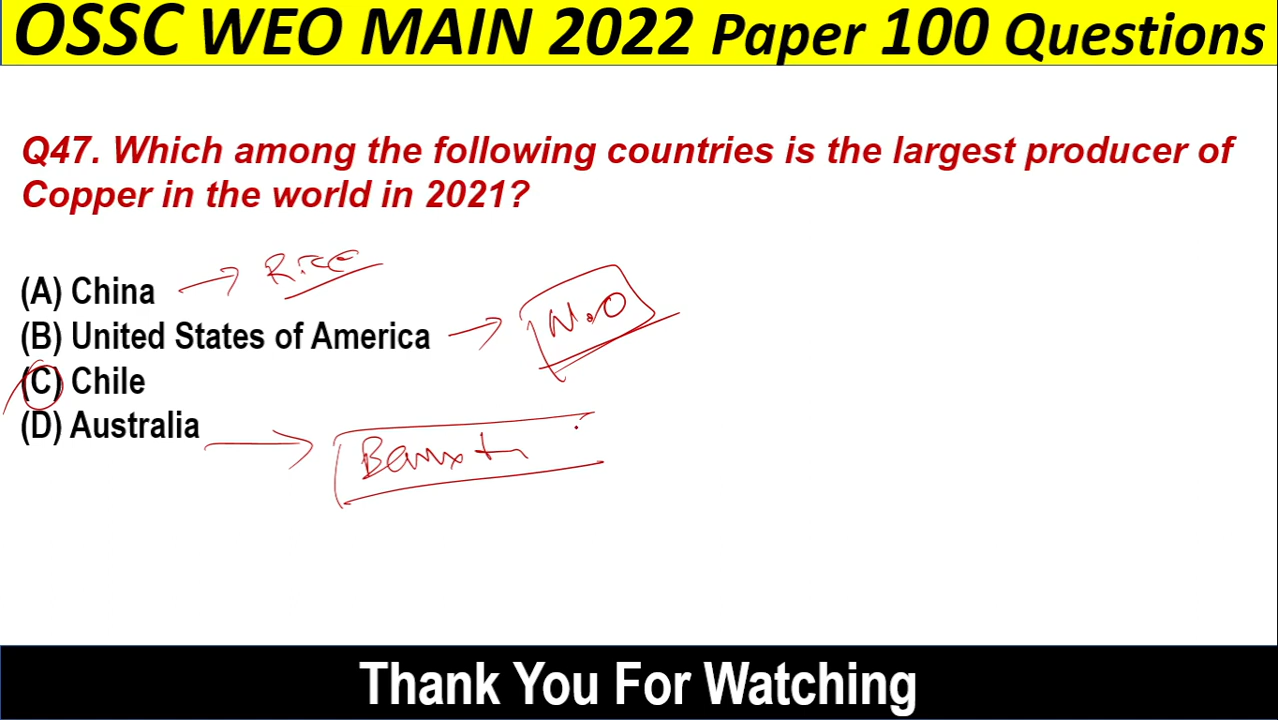 OSSC WEO MAIN 2022 Paper 100 Questions
Q47. Which among the following countries is the largest producer of
Copper in the world in 2021?
(A) China → Rice
(B) United States of America →
(C) Chile
(D) Australia →
Thank You For Watching